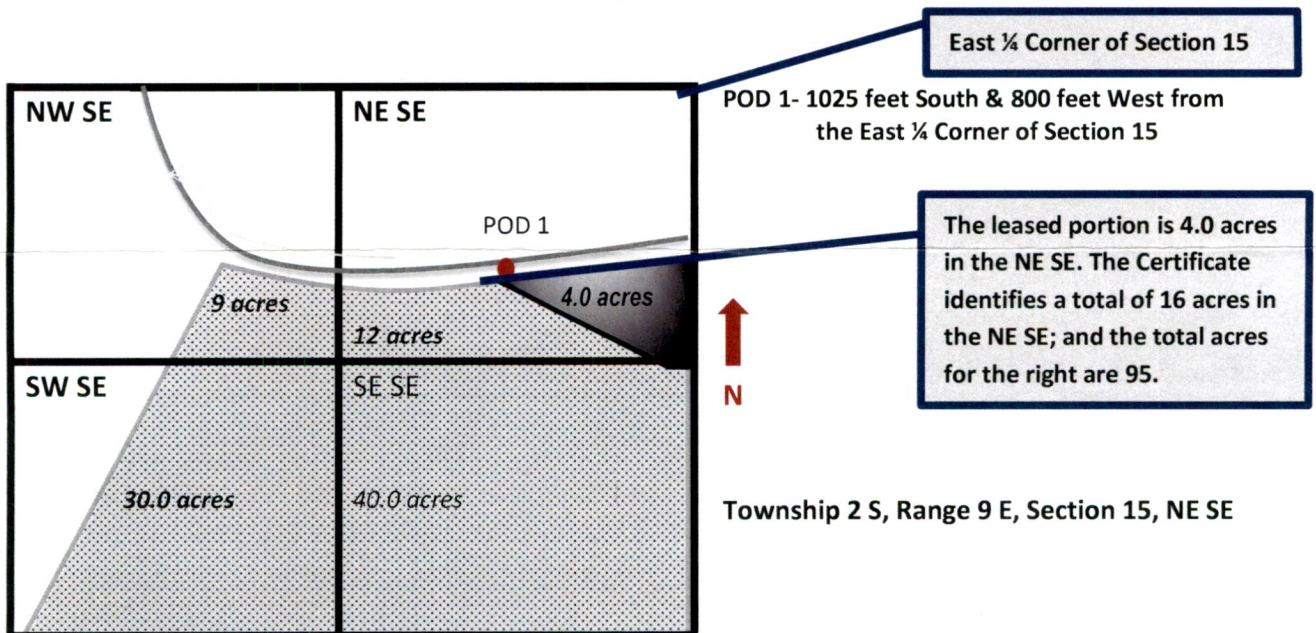 East ¼ Corner of Section 15
NW SE
NE SE
POD 1- 1025 feet South & 800 feet West from
the East ¼ Corner of Section 15
POD 1
The leased portion is 4.0 acres
in the NE SE. The Certificate
identifies a total of 16 acres in
the NE SE; and the total acres
for the right are 95.
9 acres
4.0 acres
12 acres
SW SE
SE SE
N
30.0 acres
40.0 acres
Township 2 S, Range 9 E, Section 15, NE SE